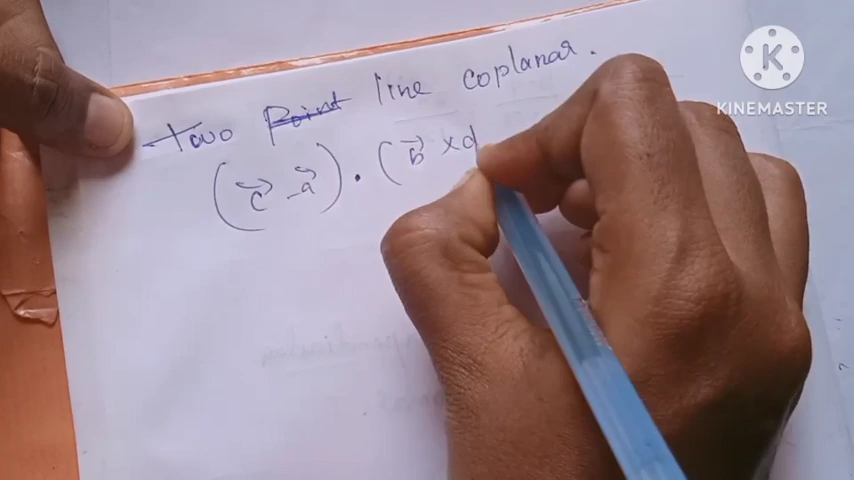 Two Point line coplanar.
(c⃗ - a⃗) . (b⃗ × d
K
KINEMASTER